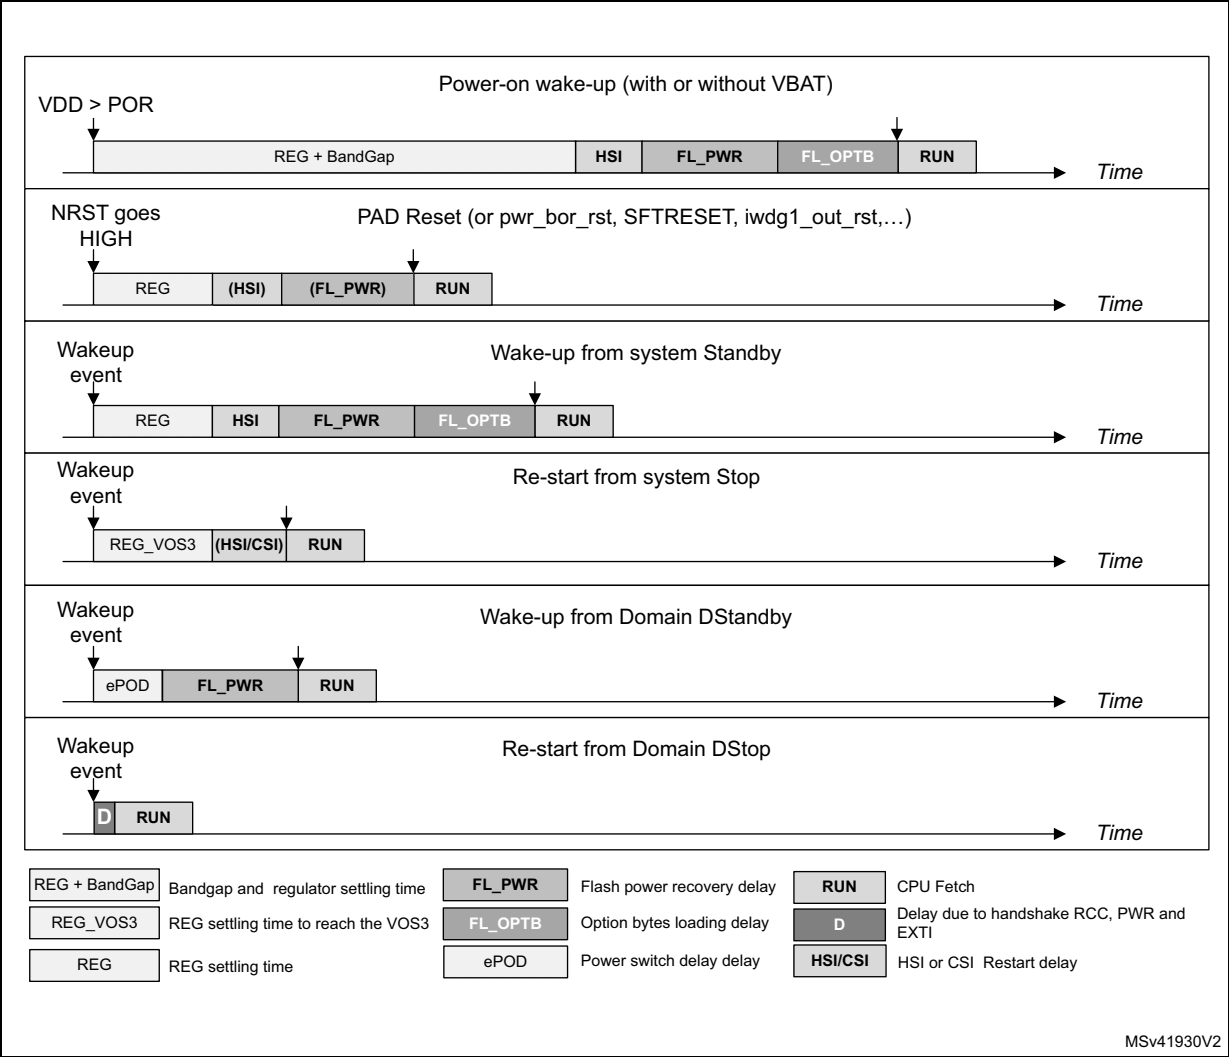 Power-on wake-up (with or without VBAT)
VDD > POR
REG + BandGap
HSI
FL_PWR
FL_OPTB
RUN
Time
NRST goes
HIGH
PAD Reset (or pwr_bor_rst, SFTRESET, iwdg1_out_rst,…)
REG
(HSI)
(FL_PWR)
RUN
Time
Wakeup
event
Wake-up from system Standby
REG
HSI
FL_PWR
FL_OPTB
RUN
Time
Wakeup
event
Re-start from system Stop
REG_VOS3
(HSI/CSI)
RUN
Time
Wakeup
event
Wake-up from Domain DStandby
ePOD
FL_PWR
RUN
Time
Wakeup
event
Re-start from Domain DStop
D
RUN
Time
REG + BandGap
Bandgap and regulator settling time
FL_PWR
Flash power recovery delay
RUN
CPU Fetch
REG_VOS3
REG settling time to reach the VOS3
FL_OPTB
Option bytes loading delay
D
Delay due to handshake RCC, PWR and
EXTI
REG
REG settling time
ePOD
Power switch delay delay
HSI/CSI
HSI or CSI Restart delay
MSv41930V2